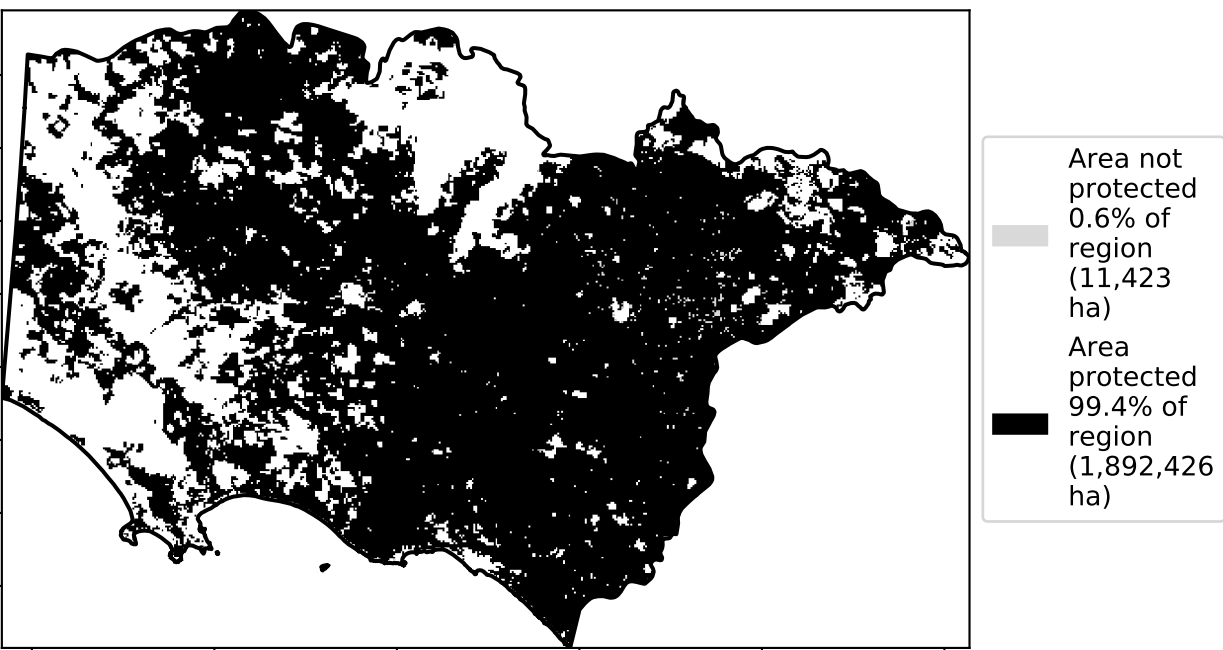 Area not
protected
0.6% of
region
(11,423
ha)
Area
protected
99.4% of
region
(1,892,426
ha)